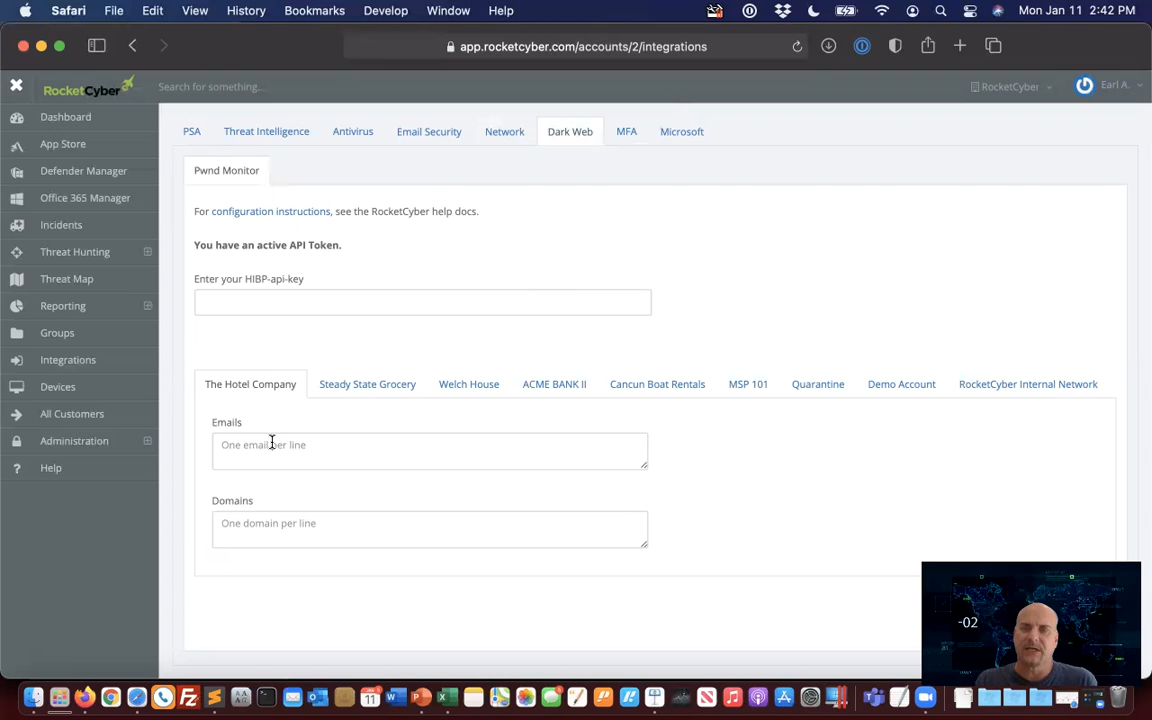 Safari File Edit View History Bookmarks Develop Window Help Mon Jan 11 2:42 PM
app.rocketcyber.com/accounts/2/integrations
RocketCyber Search for something... RocketCyber Earl A.
Dashboard
App Store
Defender Manager
Office 365 Manager
Incidents
Threat Hunting
Threat Map
Reporting
Groups
Integrations
Devices
All Customers
Administration
Help
PSA Threat Intelligence Antivirus Email Security Network Dark Web MFA Microsoft
Pwnd Monitor
For configuration instructions, see the RocketCyber help docs.
You have an active API Token.
Enter your HIBP-api-key
The Hotel Company Steady State Grocery Welch House ACME BANK II Cancun Boat Rentals MSP 101 Quarantine Demo Account RocketCyber Internal Network
Emails
One email per line
Domains
One domain per line
-02